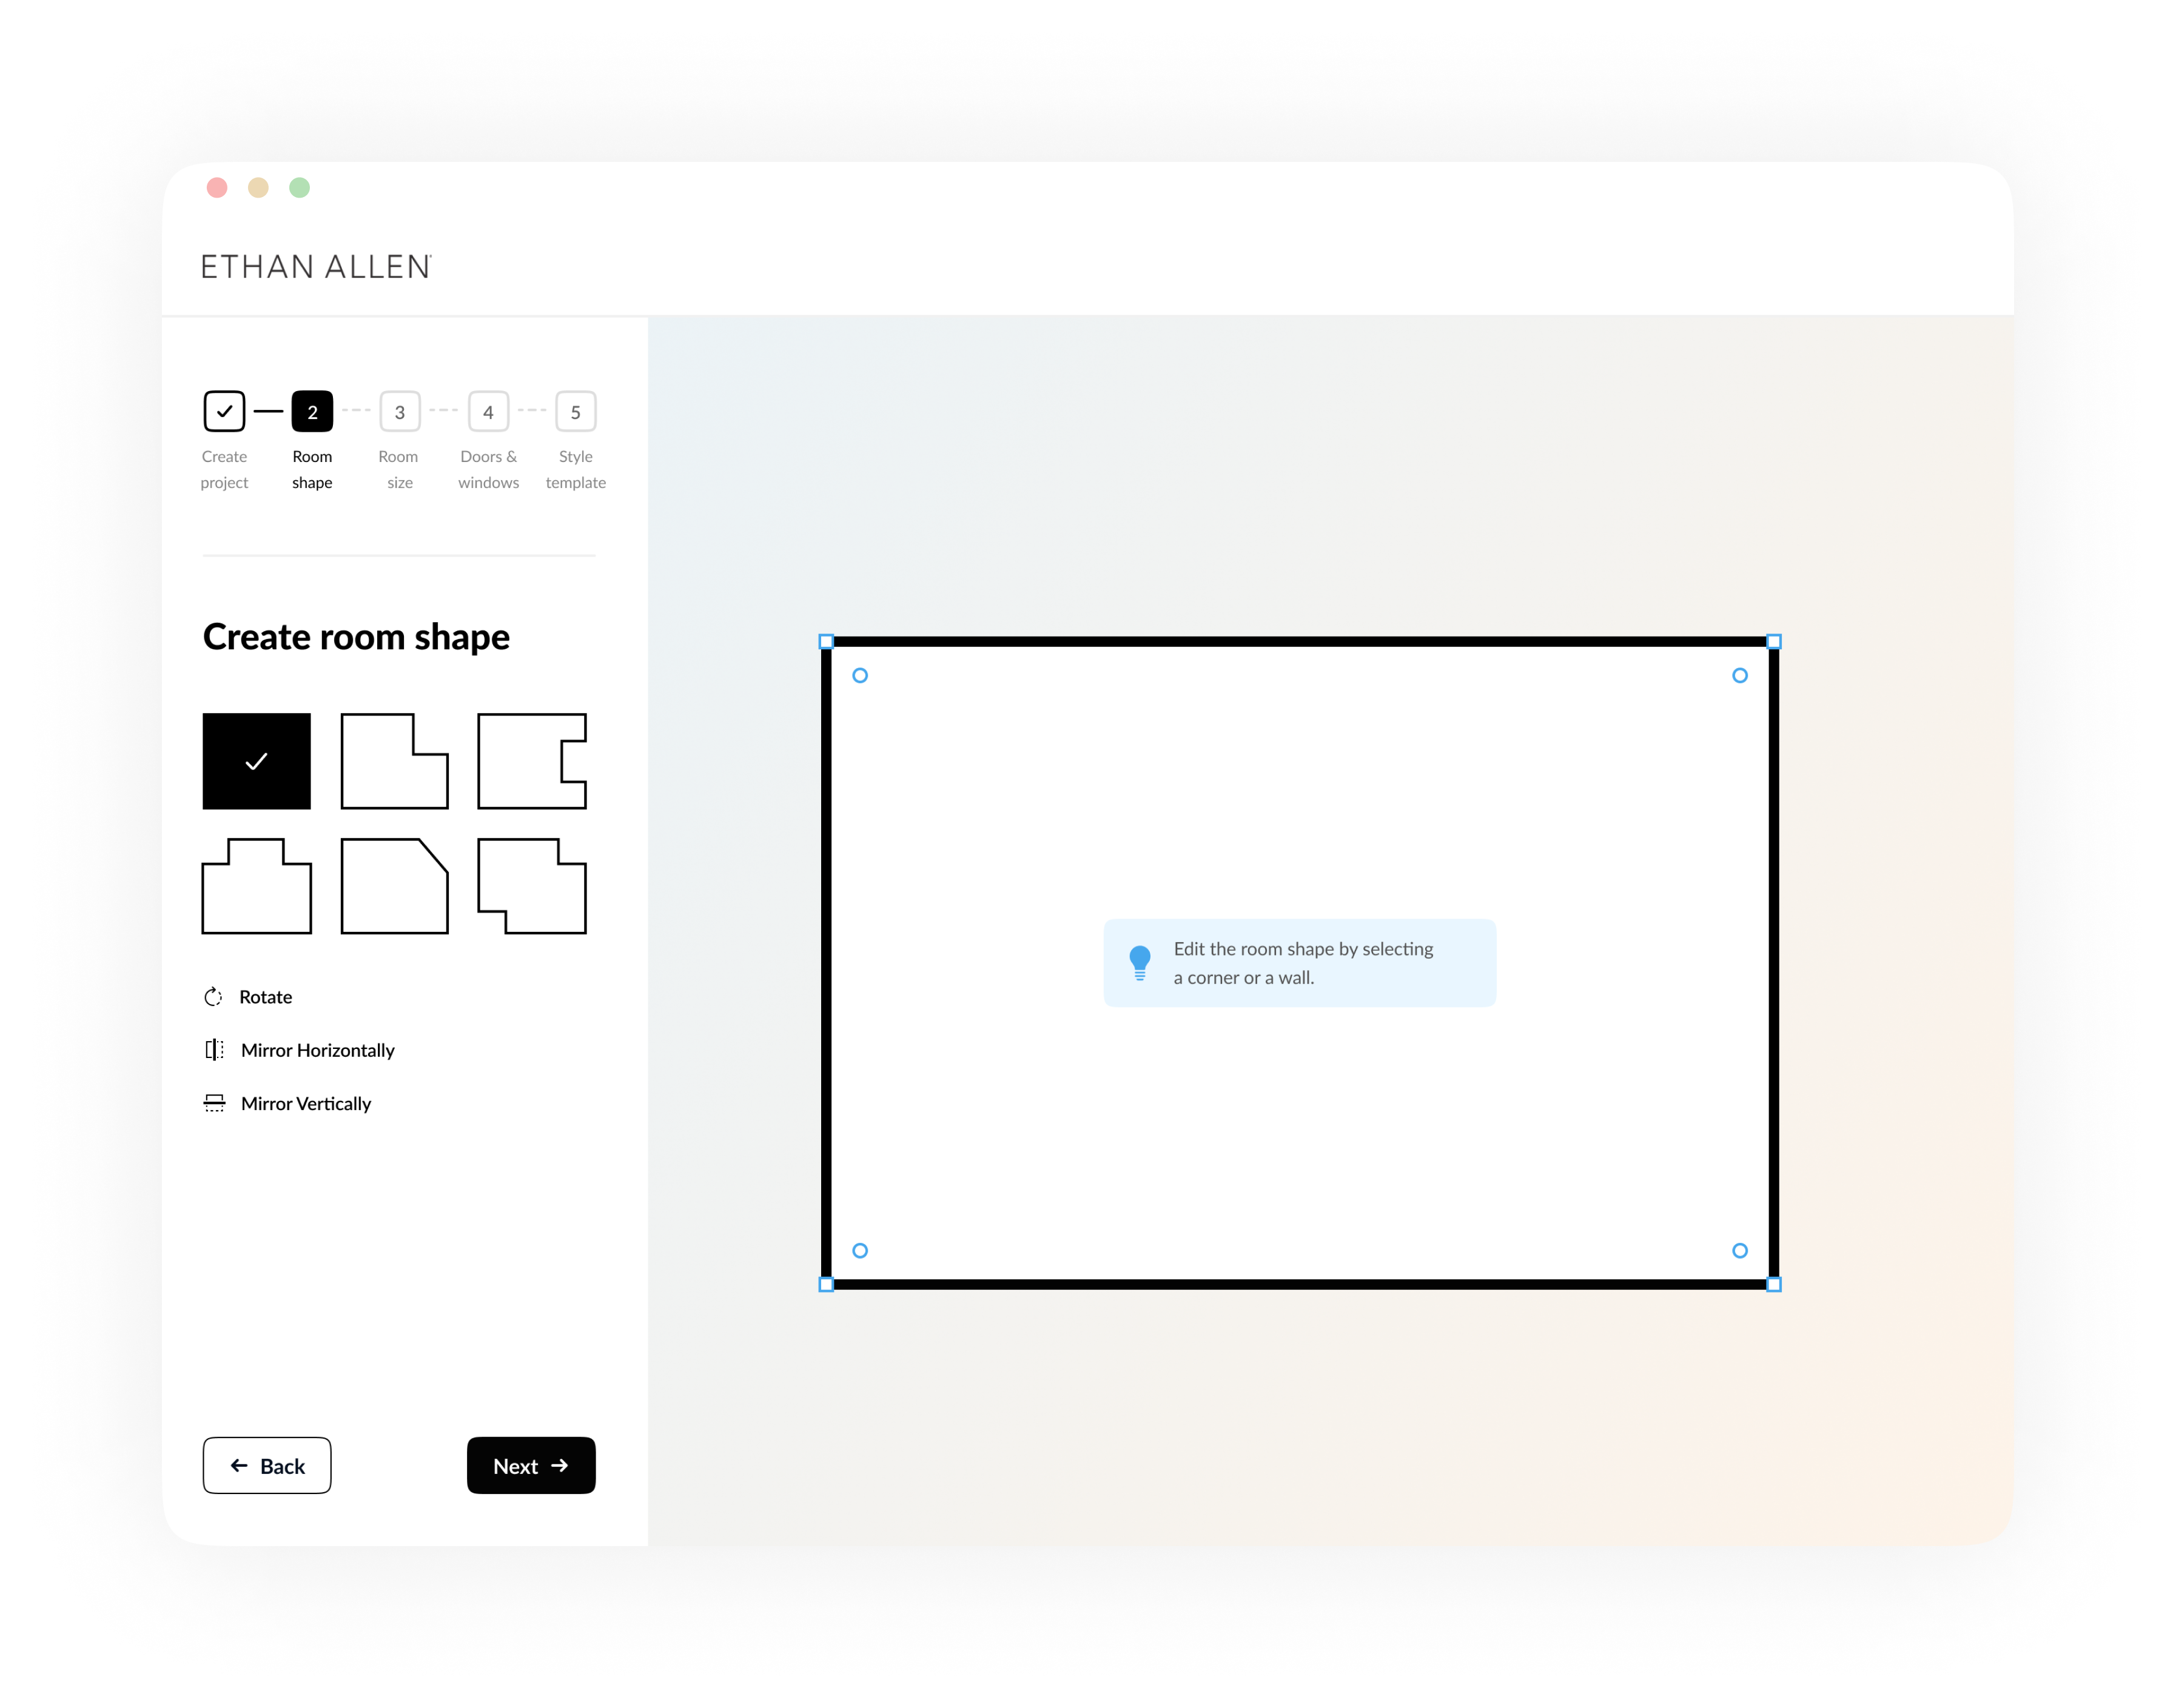 ETHAN ALLEN
2
3
4
5
Create
project
Room
shape
Room
size
Doors &
windows
Style
template
Create room shape
Rotate
Mirror Horizontally
Mirror Vertically
Back
Next
Edit the room shape by selecting
a corner or a wall.